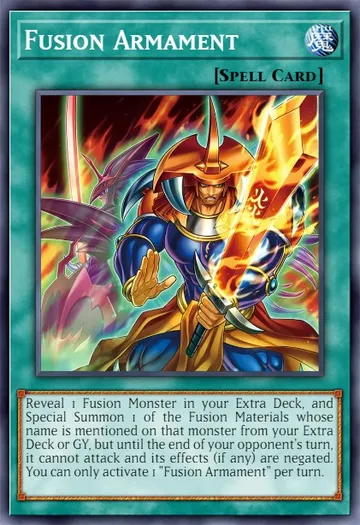 Fusion Armament
魔
[Spell Card]
Reveal 1 Fusion Monster in your Extra Deck, and
Special Summon 1 of the Fusion Materials whose
name is mentioned on that monster from your Extra
Deck or GY, but until the end of your opponent's turn,
it cannot attack and its effects (if any) are negated.
You can only activate 1 "Fusion Armament" per turn.